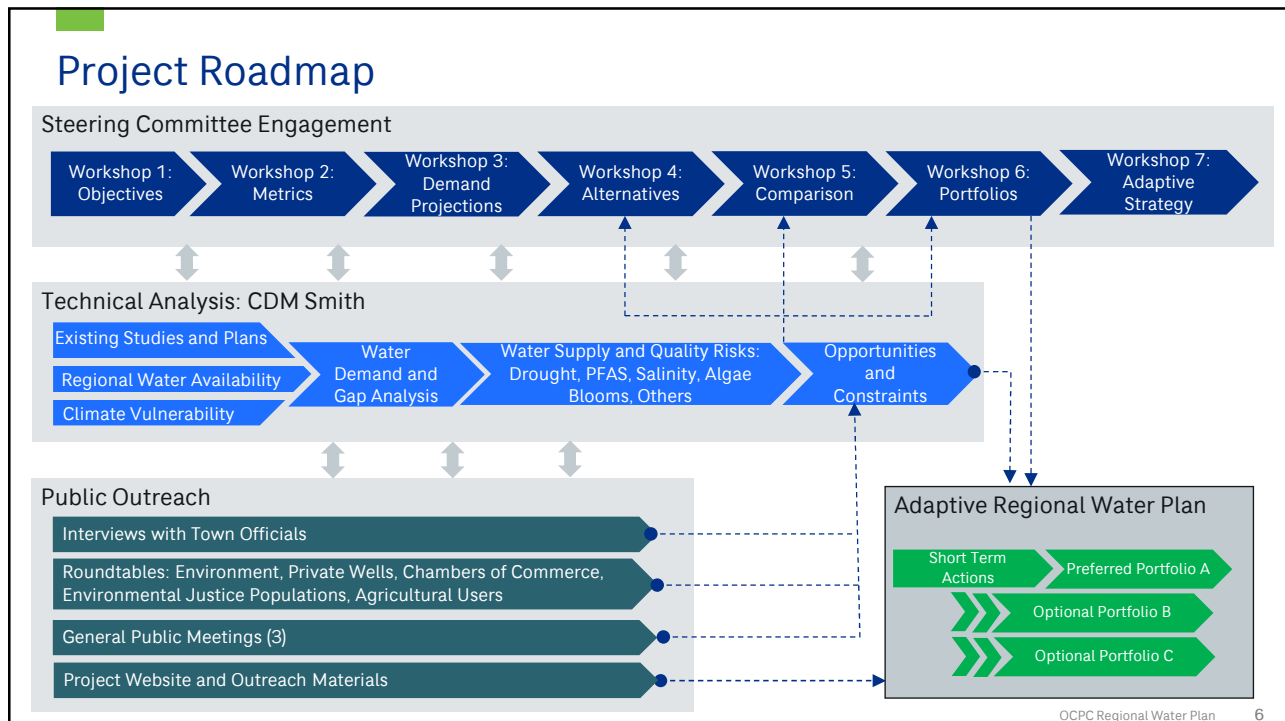 Project Roadmap
Steering Committee Engagement
Workshop 1:
Objectives
Workshop 2:
Metrics
Workshop 3:
Demand
Projections
Workshop 4:
Alternatives
Workshop 5:
Comparison
Workshop 6:
Portfolios
Workshop 7:
Adaptive
Strategy
Technical Analysis: CDM Smith
Existing Studies and Plans
Regional Water Availability
Climate Vulnerability
Water
Demand and
Gap Analysis
Water Supply and Quality Risks:
Drought, PFAS, Salinity, Algae
Blooms, Others
Opportunities
and
Constraints
Public Outreach
Interviews with Town Officials
Roundtables: Environment, Private Wells, Chambers of Commerce,
Environmental Justice Populations, Agricultural Users
General Public Meetings (3)
Project Website and Outreach Materials
Adaptive Regional Water Plan
Short Term
Actions
Preferred Portfolio A
Optional Portfolio B
Optional Portfolio C
OCPC Regional Water Plan 6